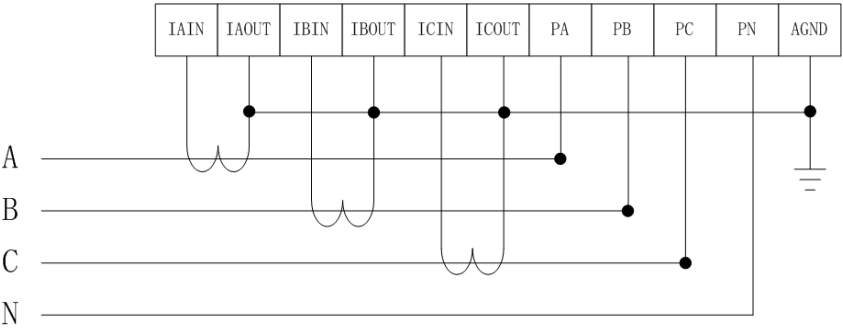 IAIN IAOUT IBIN IBOUT ICIN ICOUT PA PB PC PN AGND
A
B
C
N